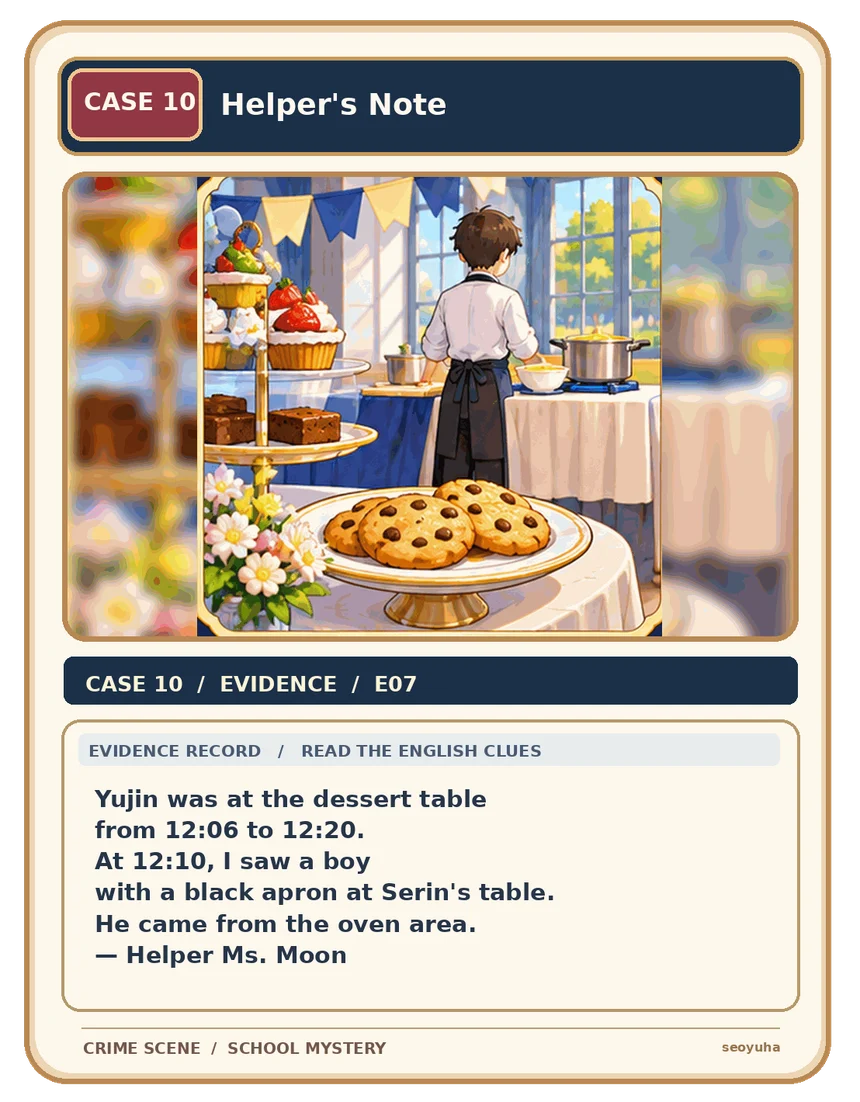 CASE 10
Helper's Note
CASE 10 / EVIDENCE / E07
EVIDENCE RECORD / READ THE ENGLISH CLUES
Yujin was at the dessert table
from 12:06 to 12:20.
At 12:10, I saw a boy
with a black apron at Serin's table.
He came from the oven area.
— Helper Ms. Moon
CRIME SCENE / SCHOOL MYSTERY
seoyuha